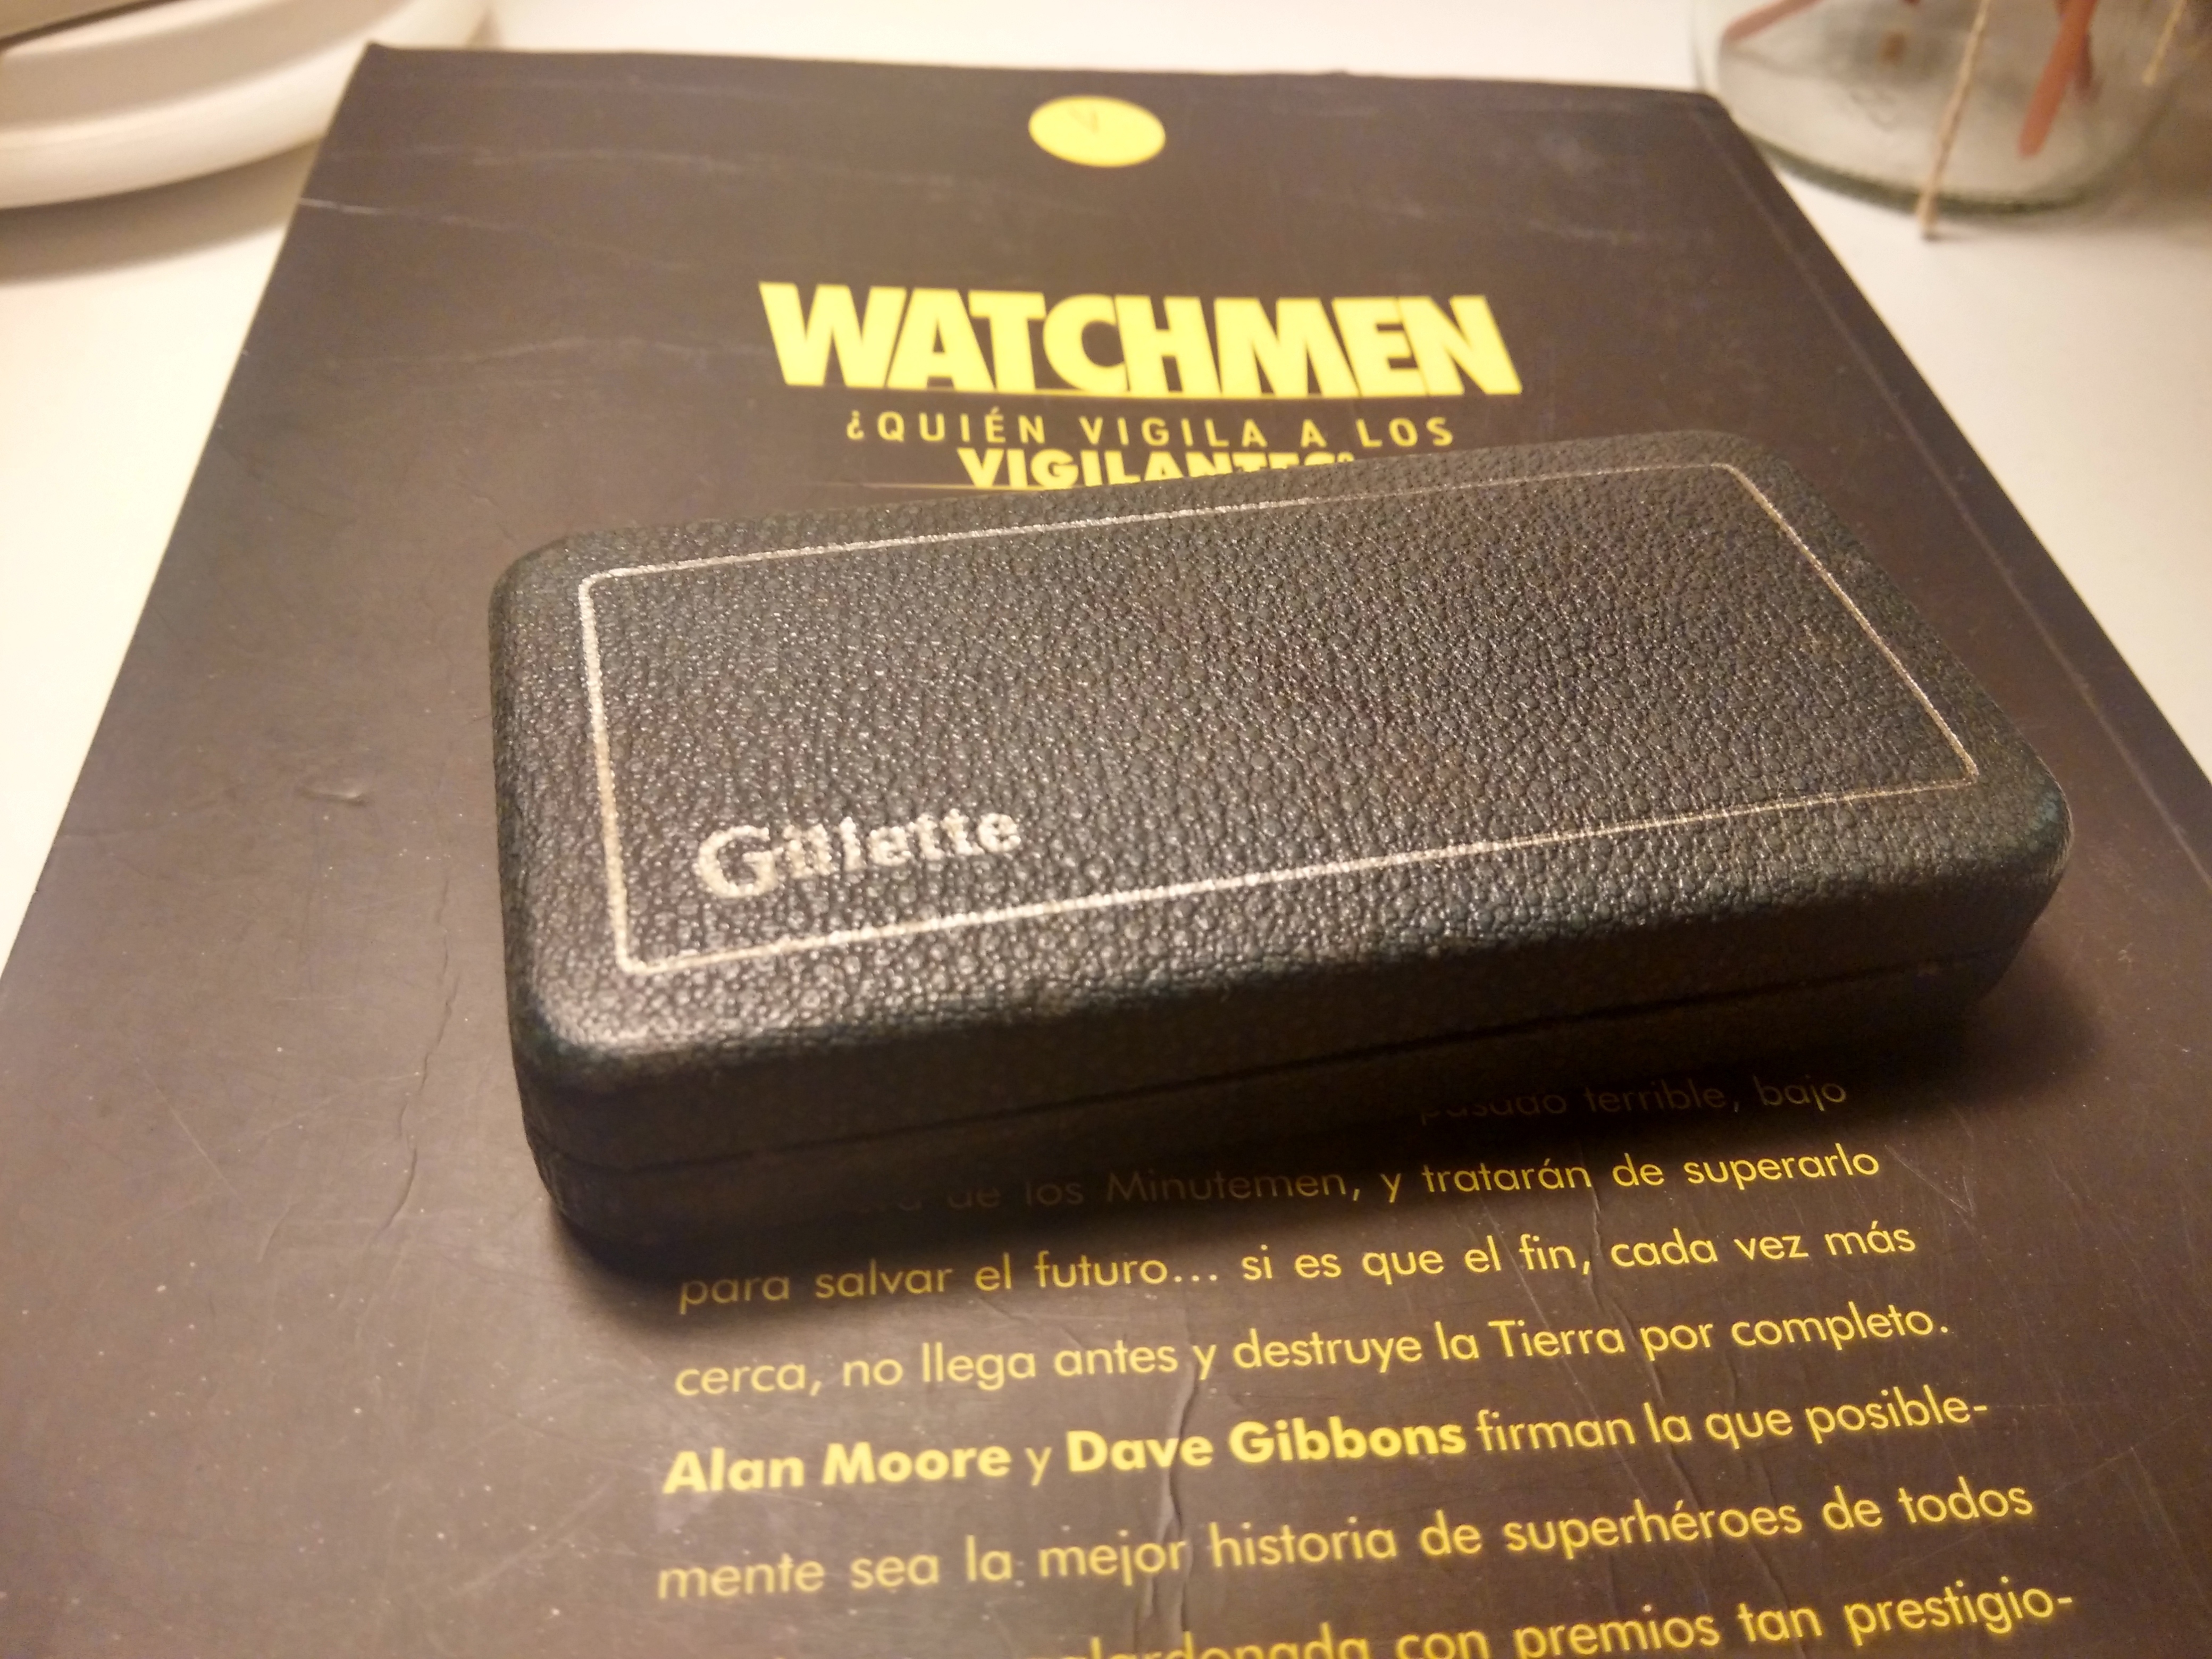 WATCHMEN
¿QUIÉN VIGILA A LOS
VIGILANTES?
Gillette
pasado terrible, bajo
de los Minutemen, y tratarán de superarlo
para salvar el futuro... si es que el fin, cada vez más
cerca, no llega antes y destruye la Tierra por completo.
Alan Moore y Dave Gibbons firman la que posible-
mente sea la mejor historia de superhéroes de todos
con premios tan prestigio-